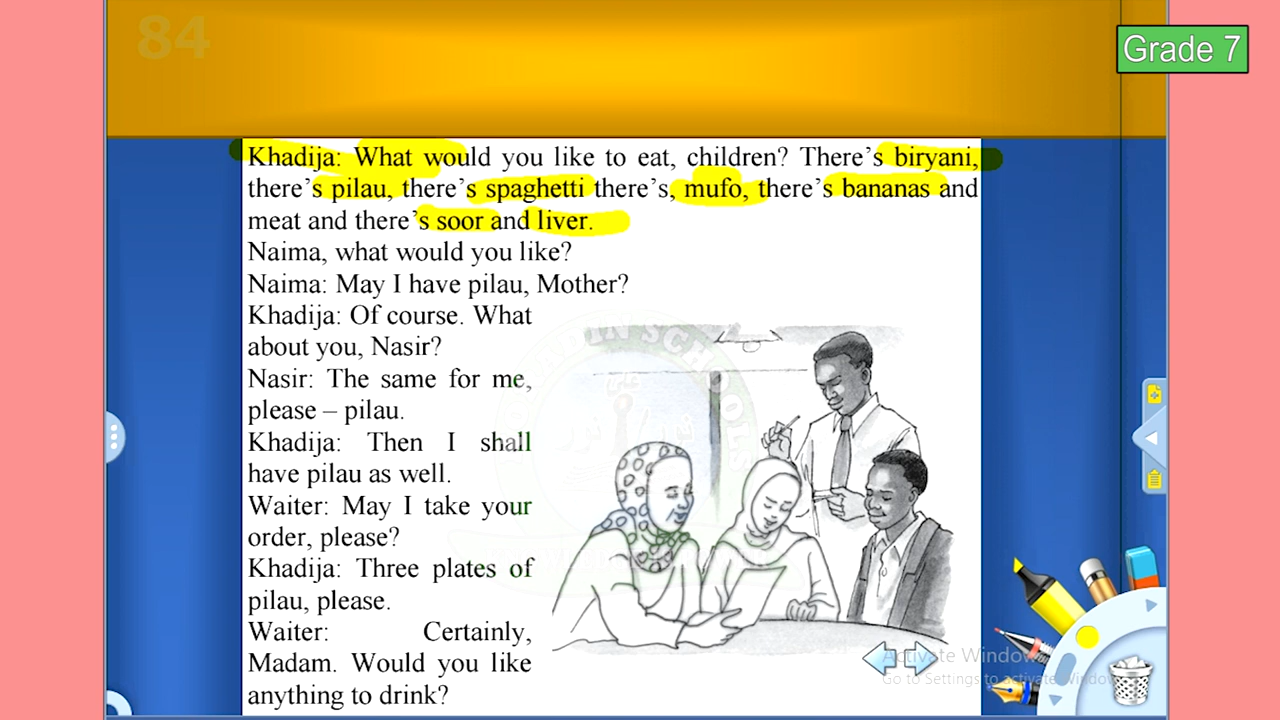 84
Grade 7
Khadija: What would you like to eat, children? There's biryani,
there's pilau, there's spaghetti there's, mufo, there's bananas and
meat and there's soor and liver.
Naima, what would you like?
Naima: May I have pilau, Mother?
Khadija: Of course. What
about you, Nasir?
Nasir: The same for me,
please – pilau.
Khadija: Then I shall
have pilau as well.
Waiter: May I take your
order, please?
Khadija: Three plates of
pilau, please.
Waiter: Certainly,
Madam. Would you like
anything to drink?
Activate Windows
Go to Settings to activate Windows